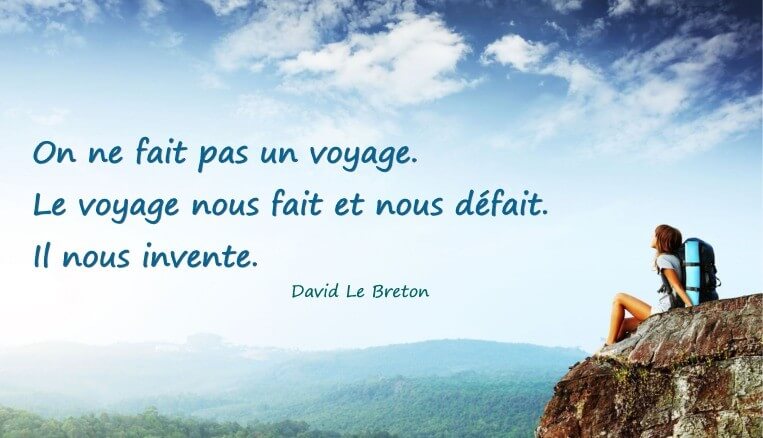 On ne fait pas un voyage.
Le voyage nous fait et nous défait.
Il nous invente.
David Le Breton